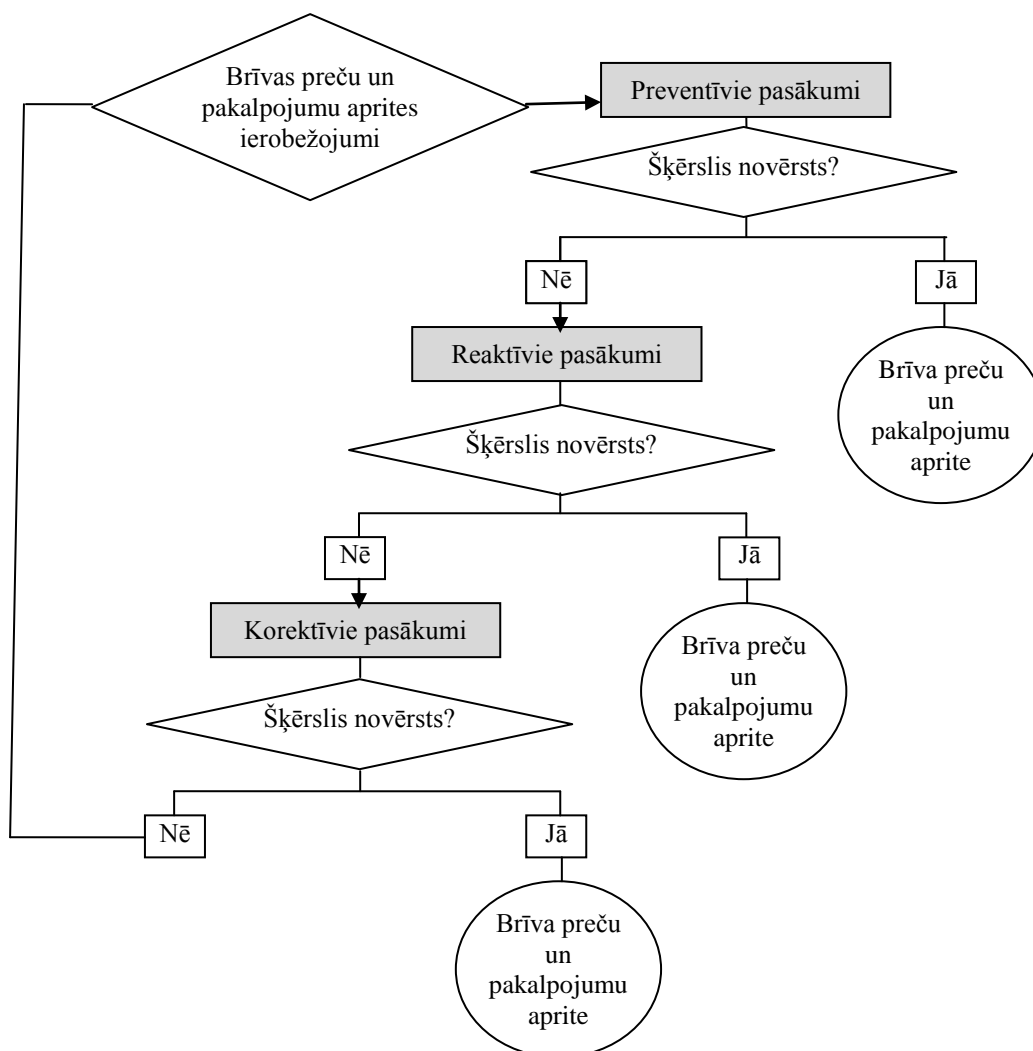 Brīvas preču un
pakalpojumu aprites
ierobežojumi
Preventīvie pasākumi
Šķērslis novērsts?
Nē
Jā
Reaktīvie pasākumi
Brīva preču
un
pakalpojumu
aprite
Šķērslis novērsts?
Nē
Jā
Korektīvie pasākumi
Brīva preču
un
pakalpojumu
aprite
Šķērslis novērsts?
Nē
Jā
Brīva preču
un
pakalpojumu
aprite